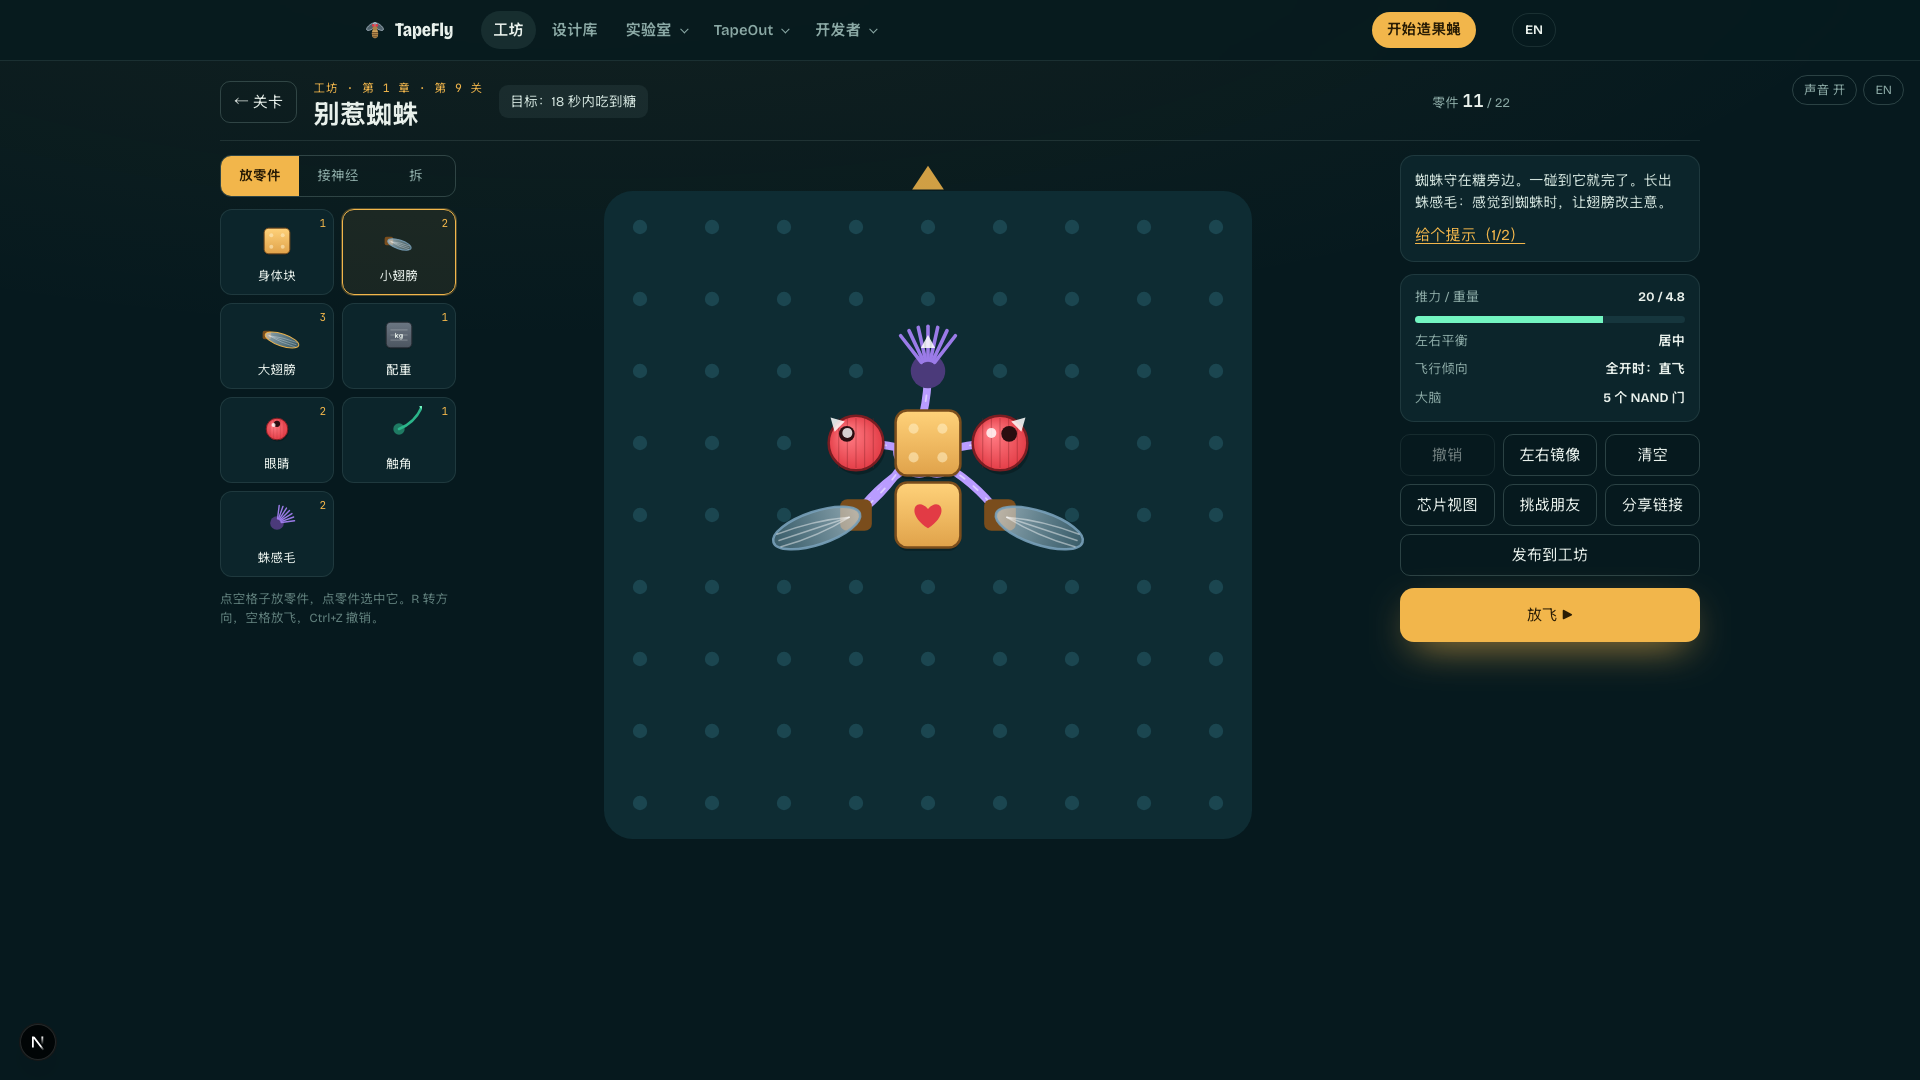 TapeFly
工坊
设计库
实验室
TapeOut
开发者
开始造果蝇
EN
← 关卡
工坊 · 第 1 章 · 第 9 关
别惹蜘蛛
目标：18 秒内吃到糖
零件 11 / 22
声音 开
EN
放零件
接神经
拆
1
身体块
2
小翅膀
3
大翅膀
1
kg
配重
2
眼睛
1
触角
2
蛛感毛
点空格子放零件，点零件选中它。R 转方
向，空格放飞，Ctrl+Z 撤销。
蜘蛛守在糖旁边。一碰到它就完了。长出
蛛感毛：感觉到蜘蛛时，让翅膀改主意。
给个提示（1/2）
推力 / 重量
20 / 4.8
左右平衡
居中
飞行倾向
全开时：直飞
大脑
5 个 NAND 门
撤销
左右镜像
清空
芯片视图
挑战朋友
分享链接
发布到工坊
放飞 ▶
N